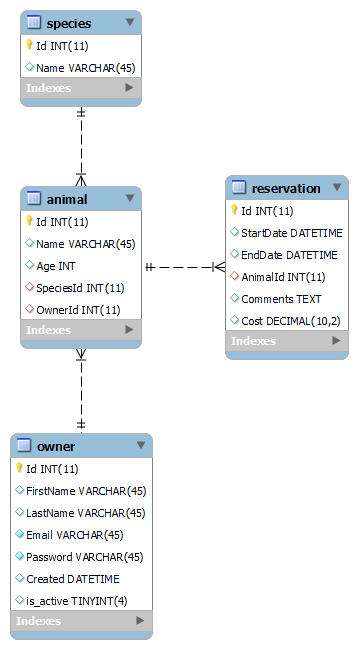 species
Id INT(11)
Name VARCHAR(45)
Indexes
animal
Id INT(11)
Name VARCHAR(45)
Age INT
SpeciesId INT(11)
OwnerId INT(11)
Indexes
reservation
Id INT(11)
StartDate DATETIME
EndDate DATETIME
AnimalId INT(11)
Comments TEXT
Cost DECIMAL(10,2)
Indexes
owner
Id INT(11)
FirstName VARCHAR(45)
LastName VARCHAR(45)
Email VARCHAR(45)
Password VARCHAR(45)
Created DATETIME
is_active TINYINT(4)
Indexes